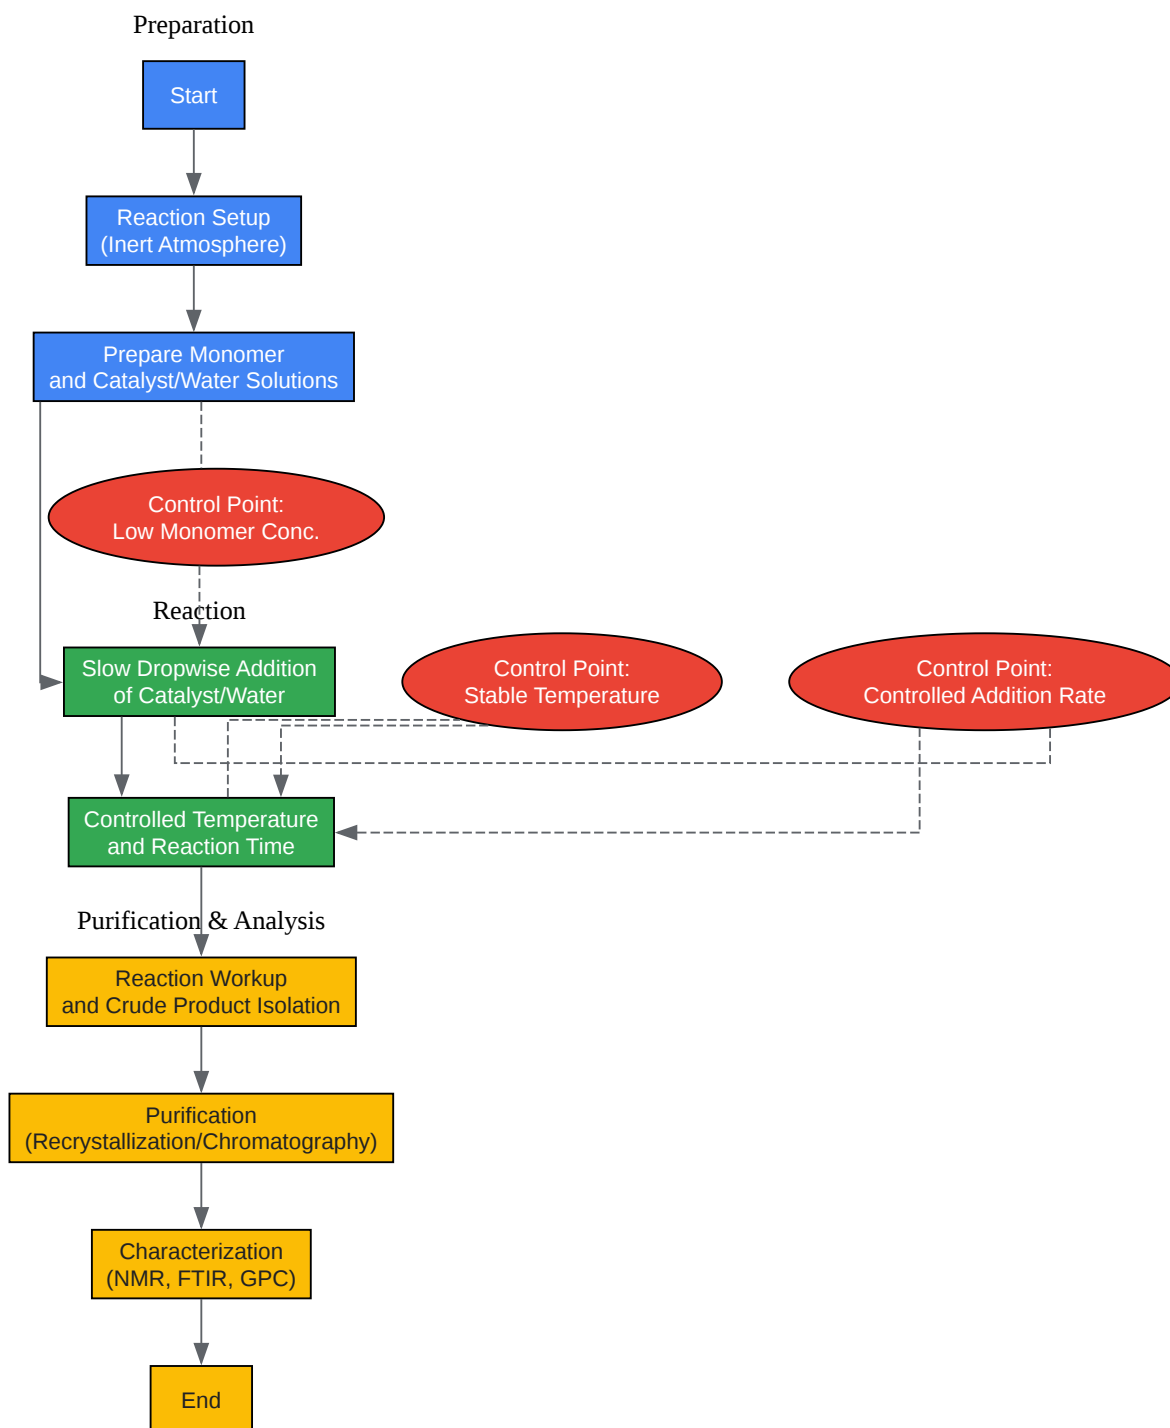 Preparation
Start
Reaction Setup
(Inert Atmosphere)
Prepare Monomer
and Catalyst/Water Solutions
Control Point:
Low Monomer Conc.
Reaction
Slow Dropwise Addition
of Catalyst/Water
Control Point:
Stable Temperature
Control Point:
Controlled Addition Rate
Controlled Temperature
and Reaction Time
Purification & Analysis
Reaction Workup
and Crude Product Isolation
Purification
(Recrystallization/Chromatography)
Characterization
(NMR, FTIR, GPC)
End